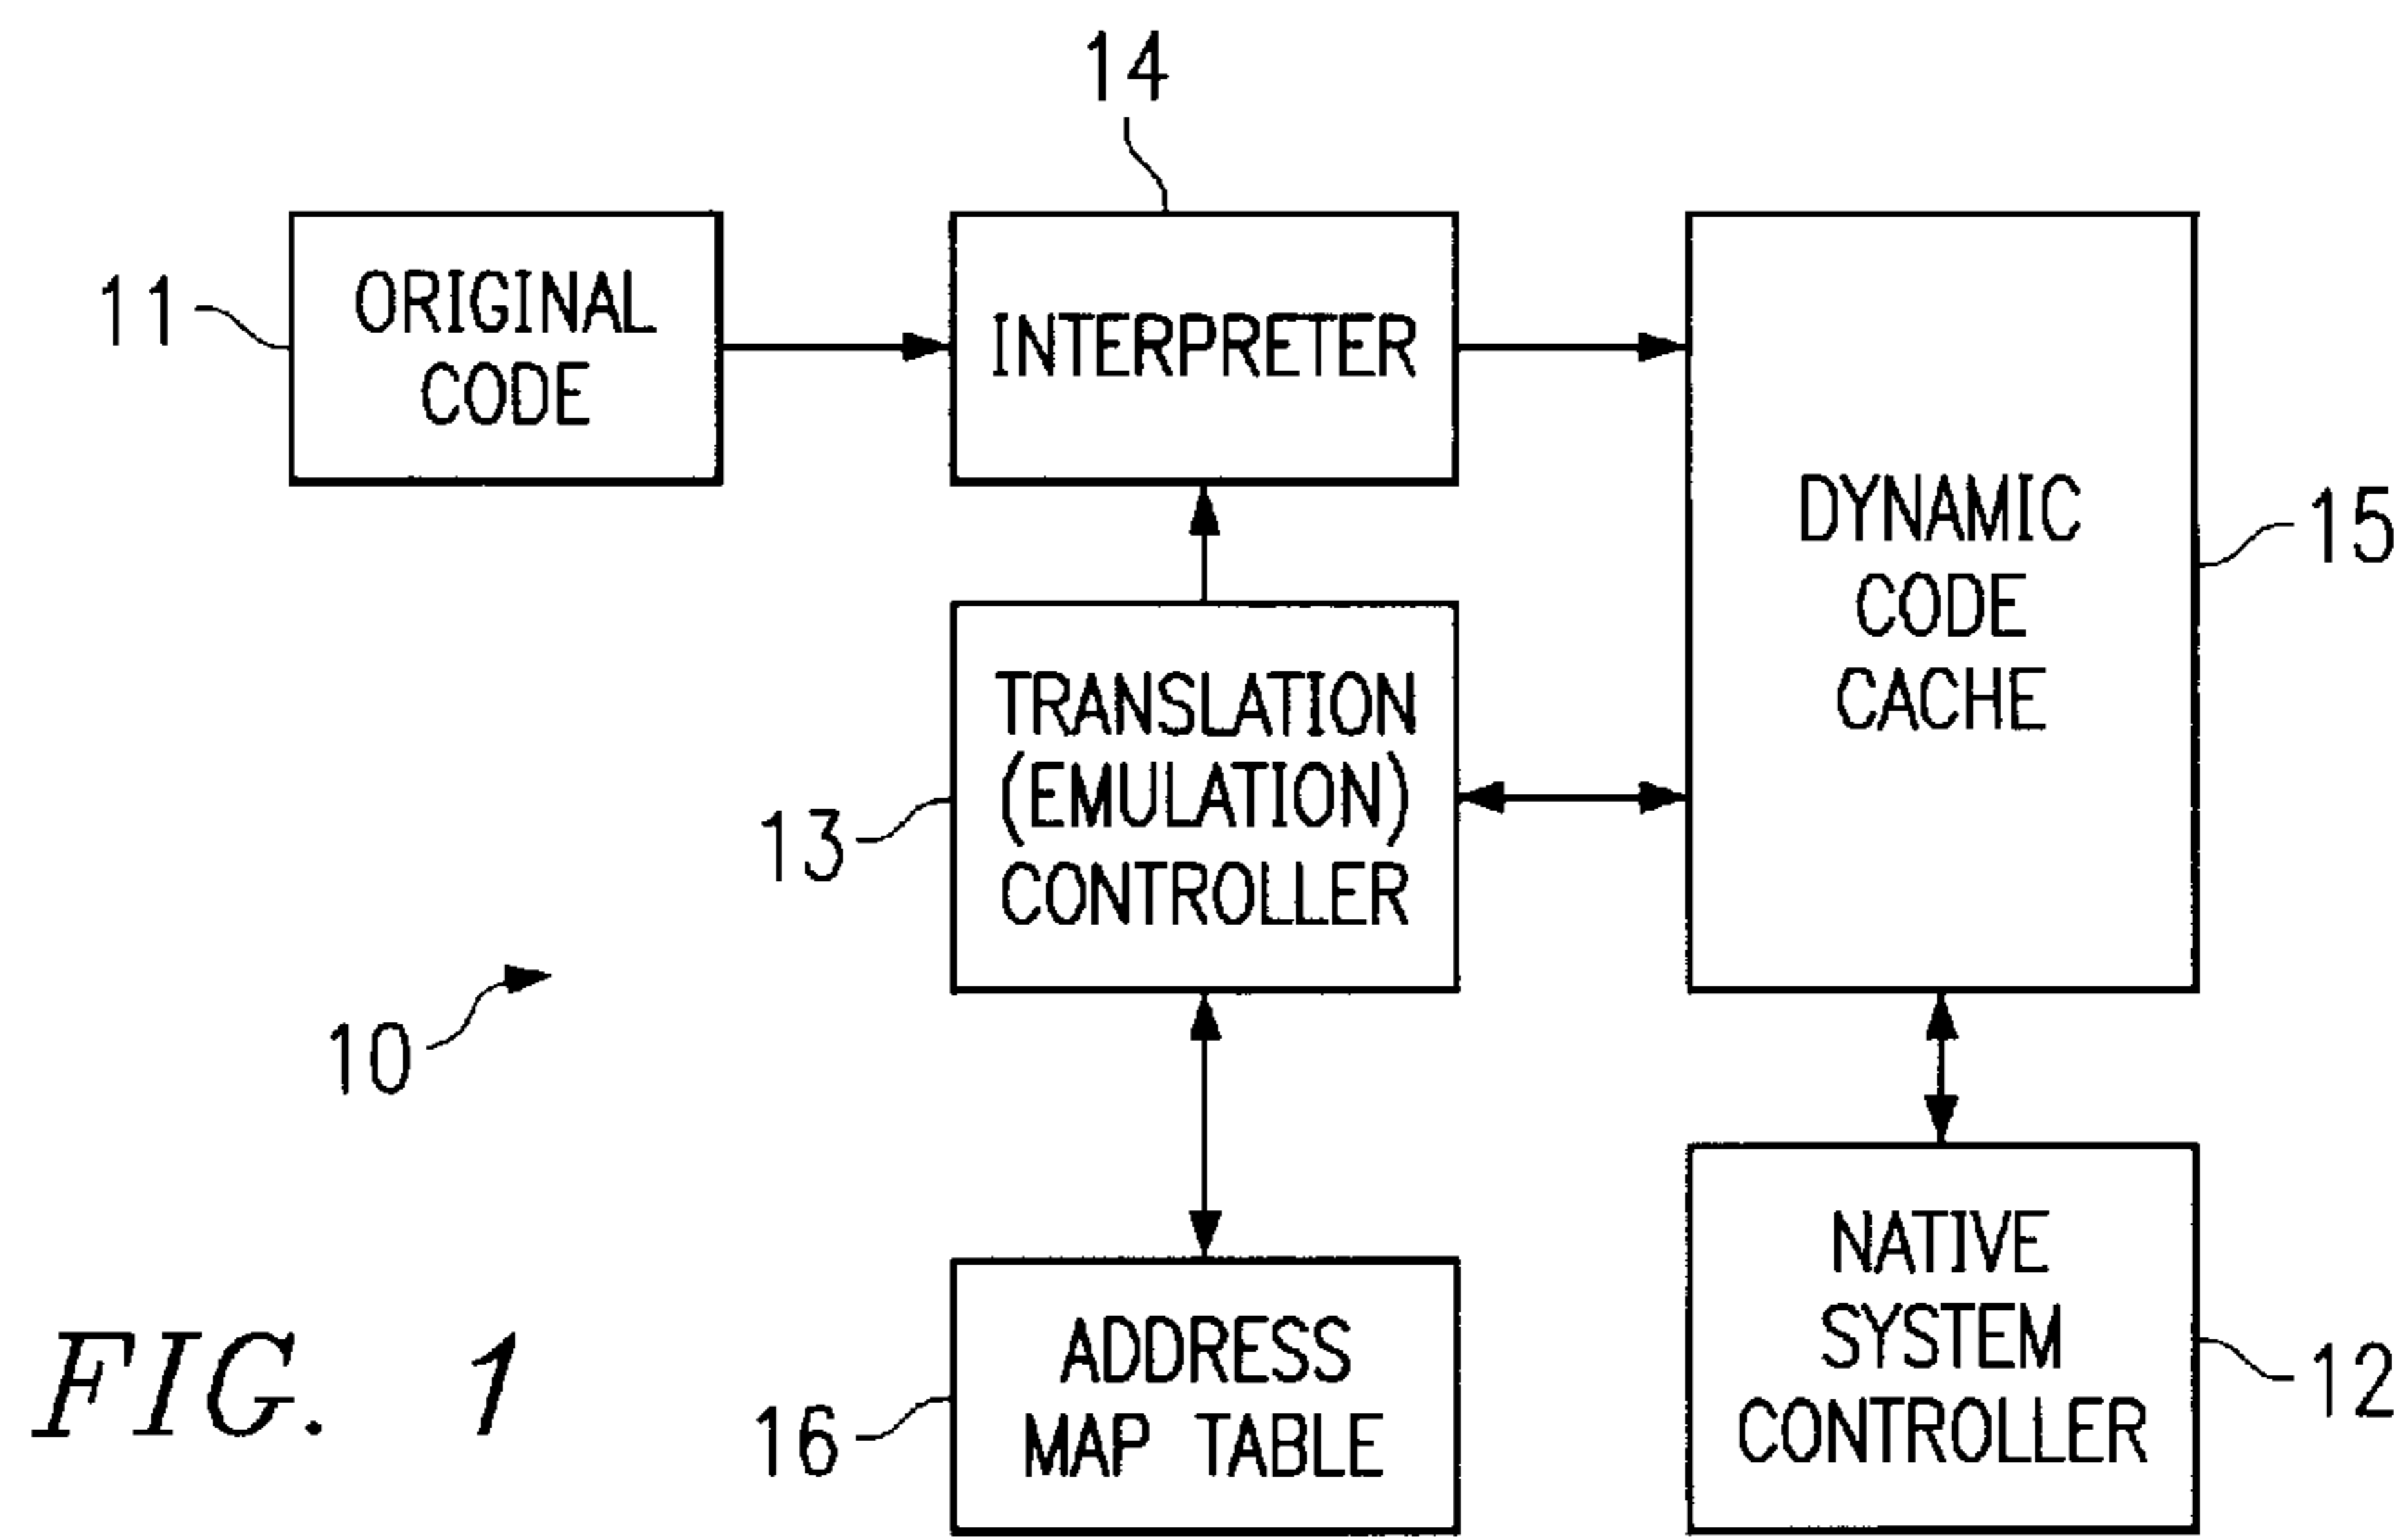 14
11
ORIGINAL
CODE
INTERPRETER
DYNAMIC
CODE
CACHE
15
TRANSLATION
(EMULATION)
CONTROLLER
13
10
NATIVE
SYSTEM
CONTROLLER
12
ADDRESS
MAP TABLE
16
FIG. 1